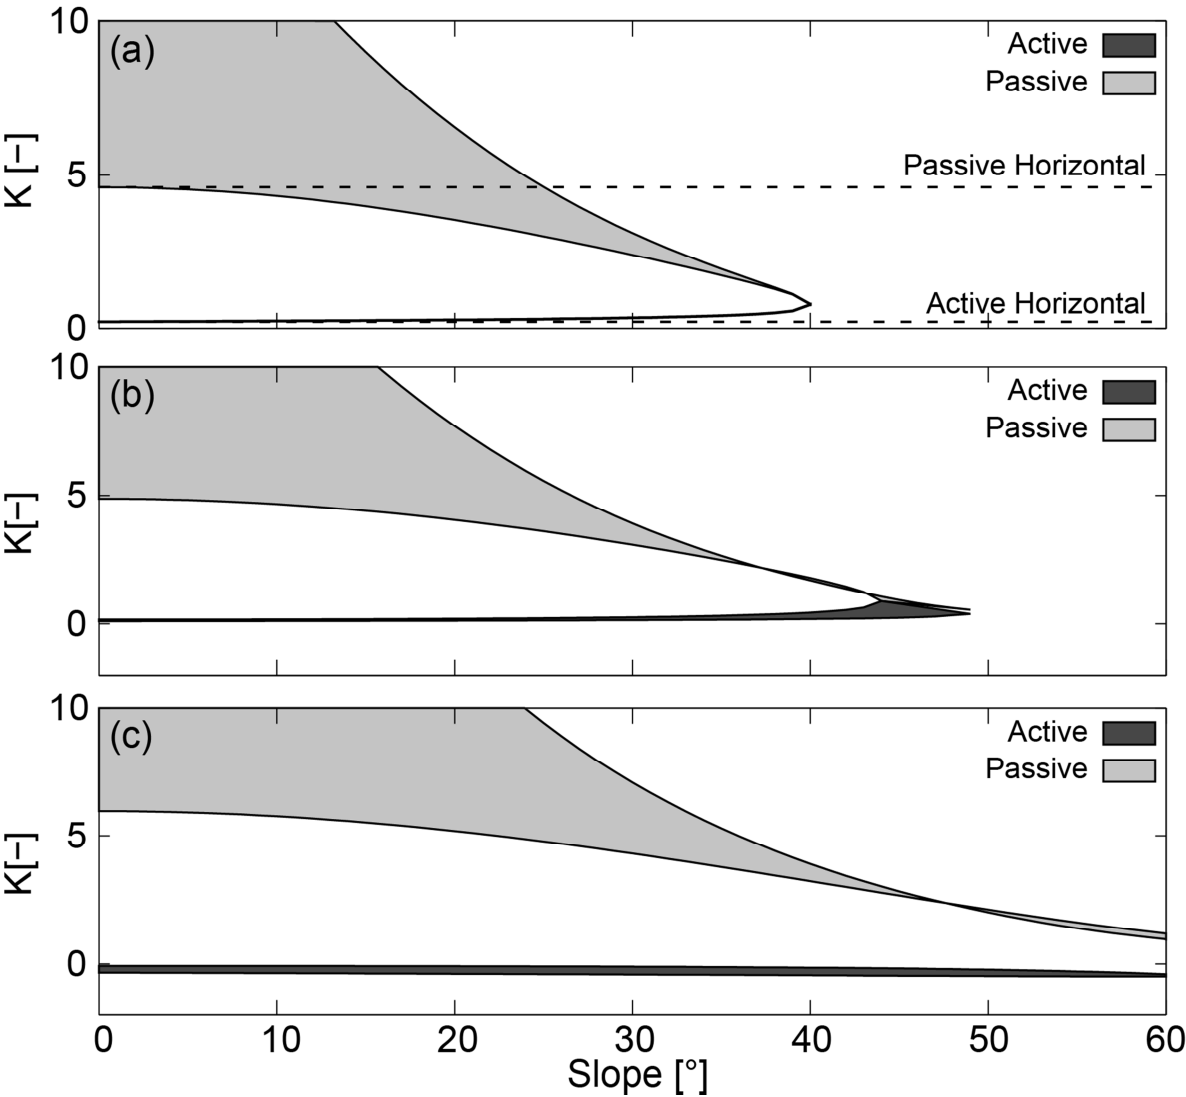 10
(a)
Active
Passive
K [–]
5
Passive Horizontal
Active Horizontal
0
10
(b)
Active
Passive
K[–]
5
0
10
(c)
Active
Passive
K[–]
5
0
0 10 20 30 40 50 60
Slope [°]